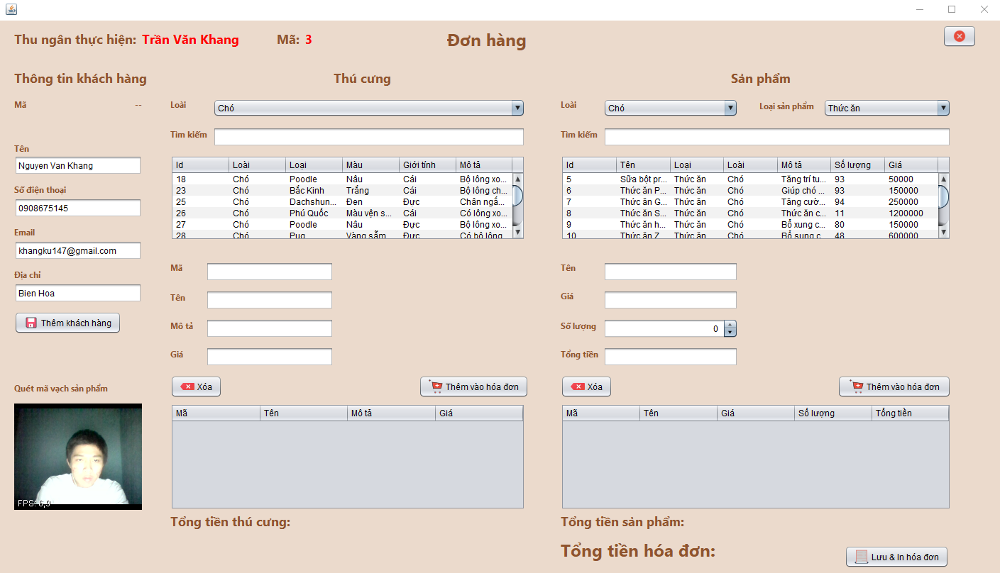 Thu ngân thực hiện: Trần Văn Khang Mã: 3 Đơn hàng
Thông tin khách hàng
Mã --
Tên
Nguyen Van Khang
Số điện thoại
0908675145
Email
khangku147@gmail.com
Địa chỉ
Bien Hoa
Thêm khách hàng
Quét mã vạch sản phẩm
FPS: 6,9
Thú cưng
Loài Chó
Tìm kiếm
Id Loài Loại Màu Giới tính Mô tả
18 Chó Poodle Nâu Cái Bộ lông xo...
23 Chó Bắc Kinh Trắng Cái Bộ lông ch...
25 Chó Dachshun... Đen Đực Chân ngắ...
26 Chó Phú Quốc Màu vện s... Cái Có lông xo...
27 Chó Poodle Nâu Đực Bộ lông xo...
28 Chó Pug Vàng sẫm Đực Có bộ lông
Mã
Tên
Mô tả
Giá
Xóa Thêm vào hóa đơn
Mã Tên Mô tả Giá
Tổng tiền thú cưng:
Sản phẩm
Loài Chó Loại sản phẩm Thức ăn
Tìm kiếm
Id Tên Loại Loài Mô tả Số lượng Giá
5 Sữa bột pr... Thức ăn Chó Tăng trí tu... 93 50000
6 Thức ăn P... Thức ăn Chó Giúp chó ... 93 150000
7 Thức ăn G... Thức ăn Chó Tăng cườ... 94 250000
8 Thức ăn S... Thức ăn Chó Thức ăn c... 11 1200000
9 Thức ăn h... Thức ăn Chó Bổ xung c... 80 150000
10 Thức ăn Z... Thức ăn Chó Bổ sung c... 48 600000
Tên
Giá
Số lượng 0
Tổng tiền
Xóa Thêm vào hóa đơn
Mã Tên Giá Số lượng Tổng tiền
Tổng tiền sản phẩm:
Tổng tiền hóa đơn:
Lưu & In hóa đơn